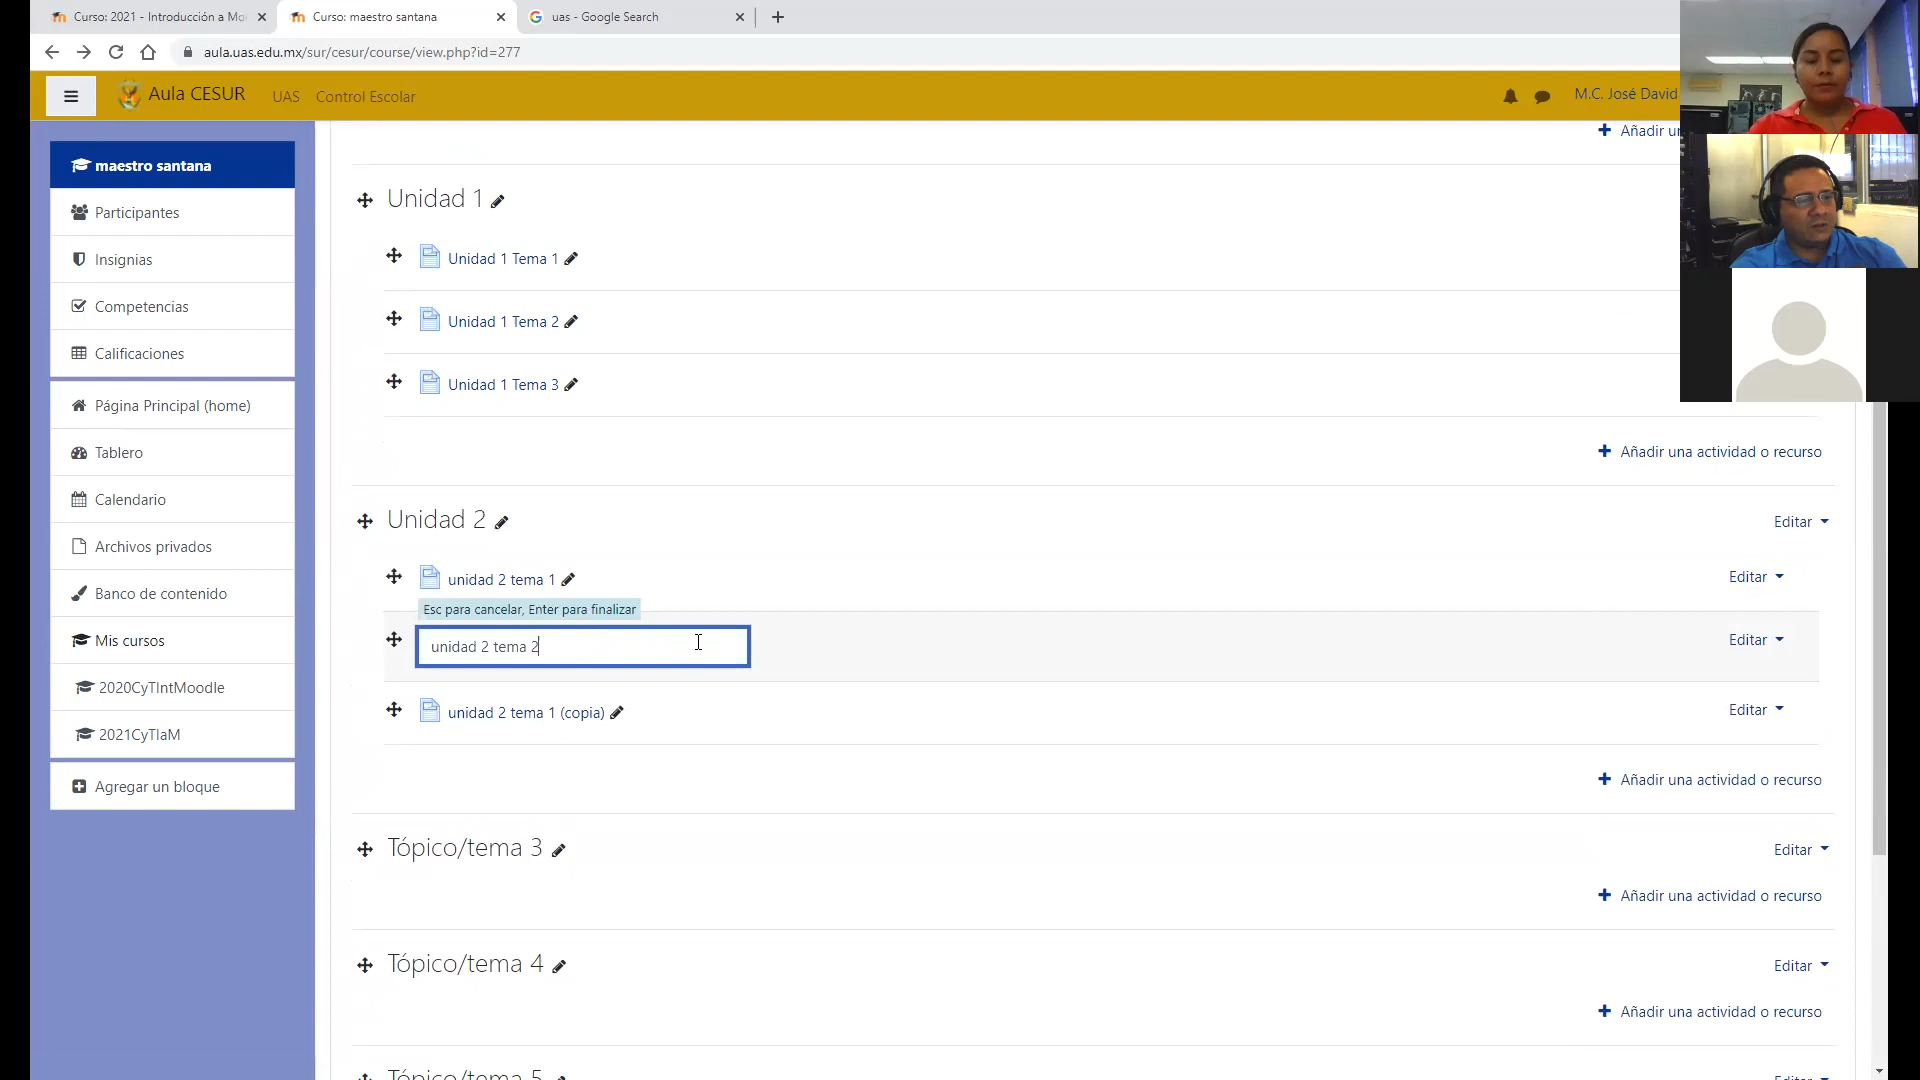 Curso: 2021 - Introducción a Mo
Curso: maestro santana
uas - Google Search
aula.uas.edu.mx/sur/cesur/course/view.php?id=277
Aula CESUR
UAS
Control Escolar
M.C. José David
maestro santana
Participantes
Insignias
Competencias
Calificaciones
Página Principal (home)
Tablero
Calendario
Archivos privados
Banco de contenido
Mis cursos
2020CyTIntMoodle
2021CyTIaM
Agregar un bloque
Añadir un
Unidad 1
Unidad 1 Tema 1
Unidad 1 Tema 2
Unidad 1 Tema 3
Añadir una actividad o recurso
Unidad 2
Editar
unidad 2 tema 1
Editar
Esc para cancelar, Enter para finalizar
unidad 2 tema 2
Editar
unidad 2 tema 1 (copia)
Editar
Añadir una actividad o recurso
Tópico/tema 3
Editar
Añadir una actividad o recurso
Tópico/tema 4
Editar
Añadir una actividad o recurso
Tópico/tema 5
Editar